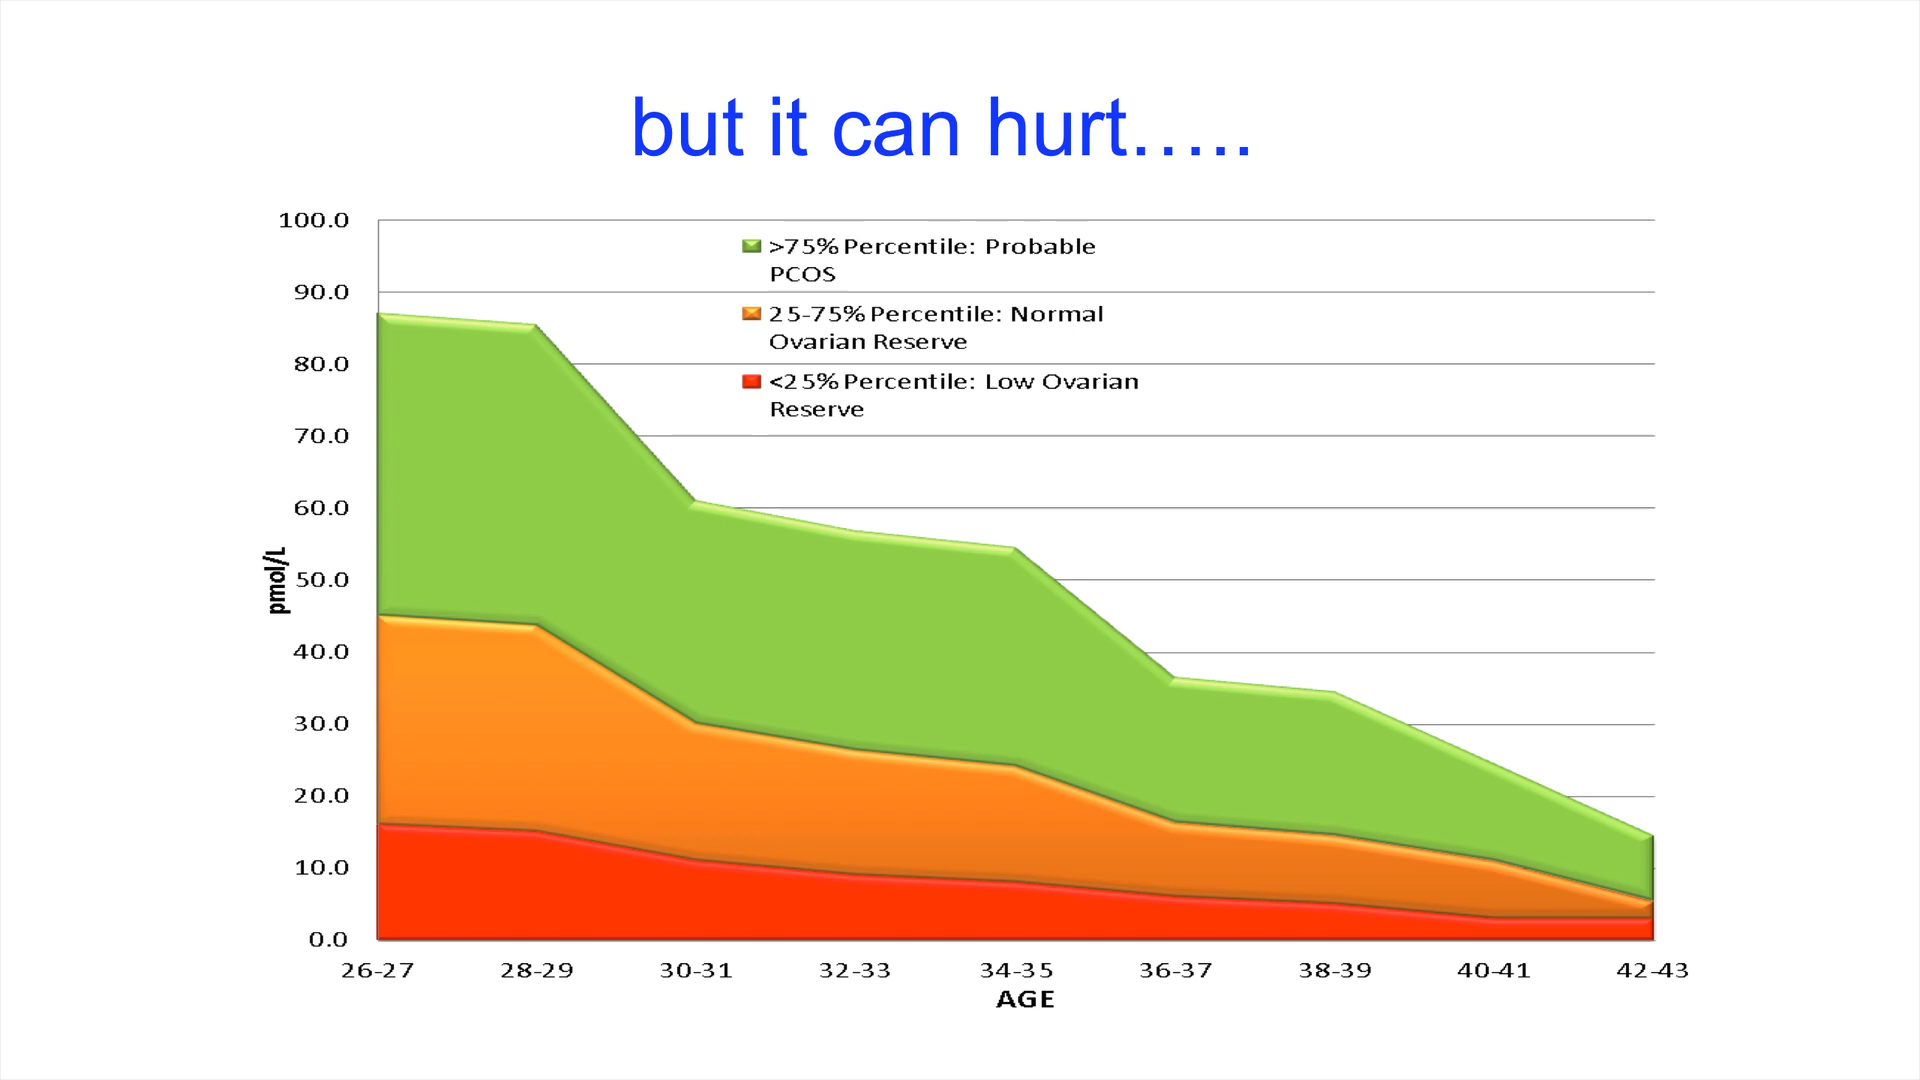 but it can hurt…..
100.0
90.0
80.0
70.0
60.0
50.0
40.0
30.0
20.0
10.0
0.0
pmol/L
>75% Percentile: Probable
PCOS
25-75% Percentile: Normal
Ovarian Reserve
<25% Percentile: Low Ovarian
Reserve
26-27 28-29 30-31 32-33 34-35 36-37 38-39 40-41 42-43
AGE